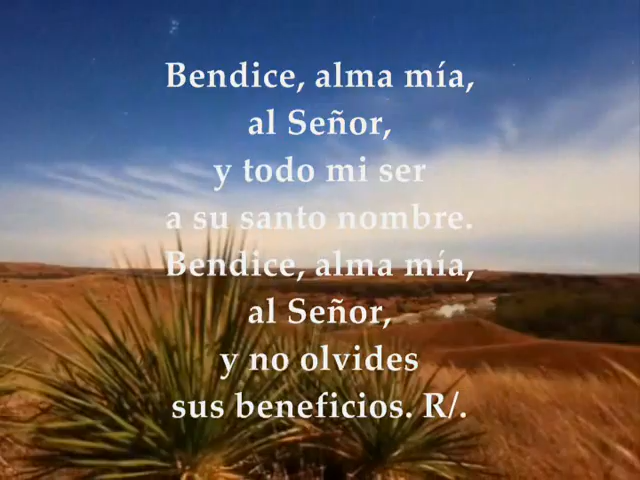 Bendice, alma mía,
al Señor,
y todo mi ser
a su santo nombre.
Bendice, alma mía,
al Señor,
y no olvides
sus beneficios. R/.